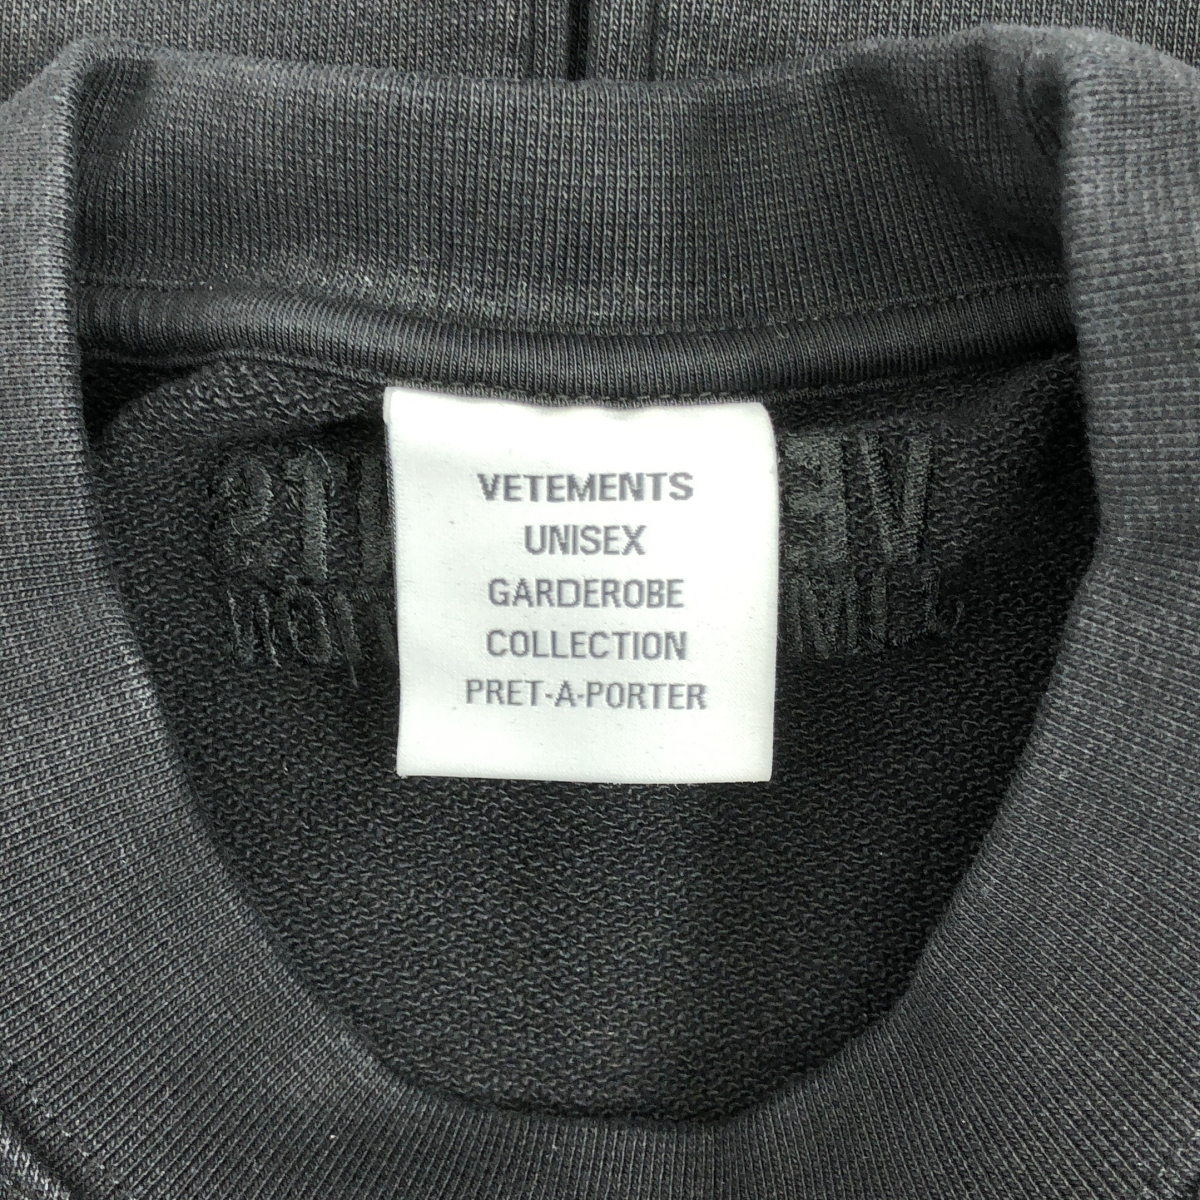 VETEMENTS
UNISEX
GARDEROBE
COLLECTION
PRET-A-PORTER